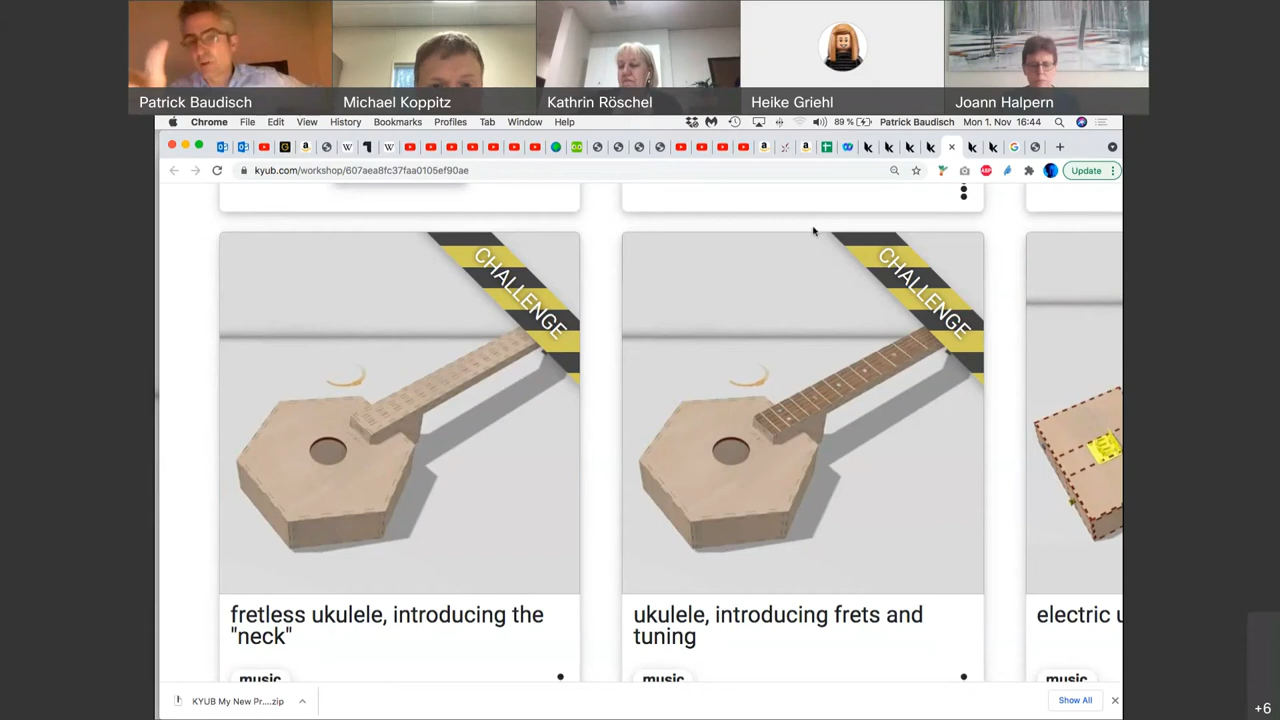 Patrick Baudisch
Michael Koppitz
Kathrin Röschel
Heike Griehl
Joann Halpern
Chrome File Edit View History Bookmarks Profiles Tab Window Help 89 % Patrick Baudisch Mon 1. Nov 16:44
kyub.com/workshop/607aea8fc37faa0105ef90ae Update
CHALLENGE
CHALLENGE
fretless ukulele, introducing the
"neck"
music
ukulele, introducing frets and
tuning
music
electric u
music
KYUB My New Pr....zip
Show All
+6